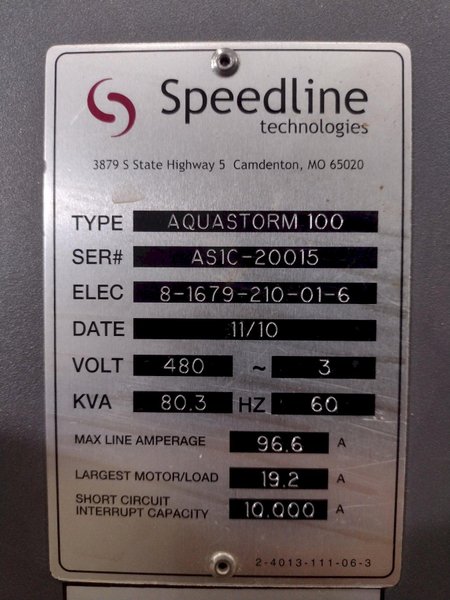 Speedline
technologies
3879 S State Highway 5 Camdenton, MO 65020
TYPE AQUASTORM 100
SER# AS1C-20015
ELEC 8-1679-210-01-6
DATE 11/10
VOLT 480 ~ 3
KVA 80.3 HZ 60
MAX LINE AMPERAGE 96.6 A
LARGEST MOTOR/LOAD 19.2 A
SHORT CIRCUIT
INTERRUPT CAPACITY 10,000 A
2-4013-111-06-3